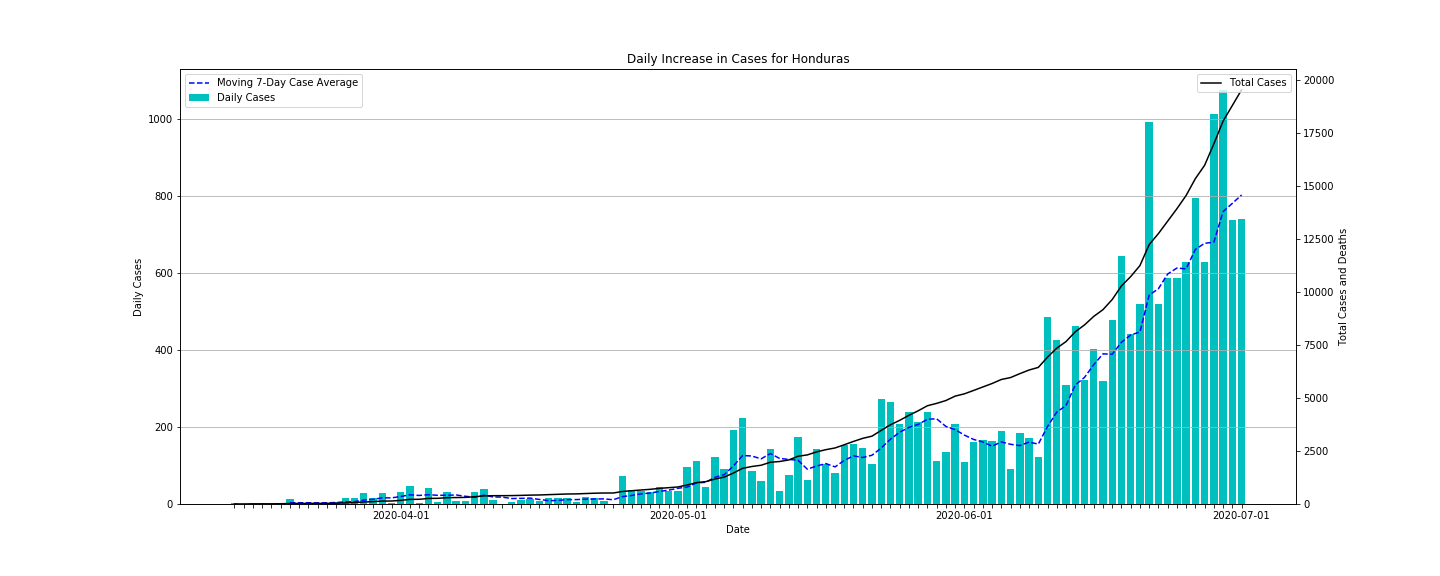 Daily Increase in Cases for Honduras
Moving 7-Day Case Average
Daily Cases
Total Cases
1000
800
600
400
200
0
Daily Cases
20000
17500
15000
12500
10000
7500
5000
2500
0
Total Cases and Deaths
2020-04-01
2020-05-01
2020-06-01
2020-07-01
Date